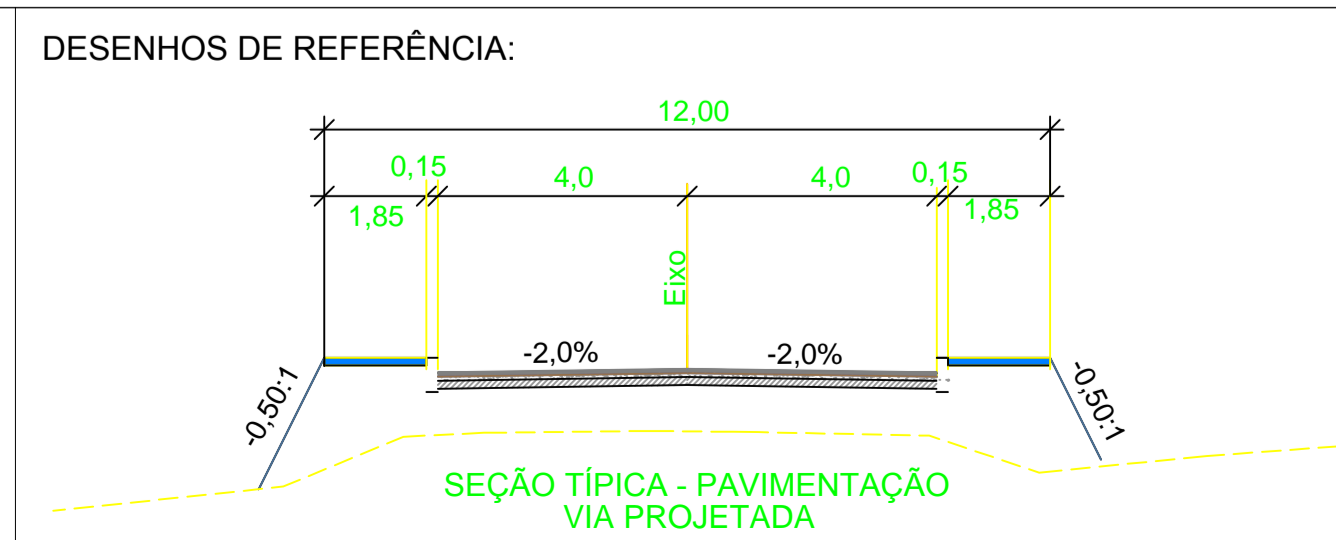 DESENHOS DE REFERÊNCIA:
12,00
0,15
4,0
4,0
0,15
1,85
1,85
Eixo
-2,0%
-2,0%
-0,50:1
-0,50:1
SEÇÃO TÍPICA - PAVIMENTAÇÃO
VIA PROJETADA